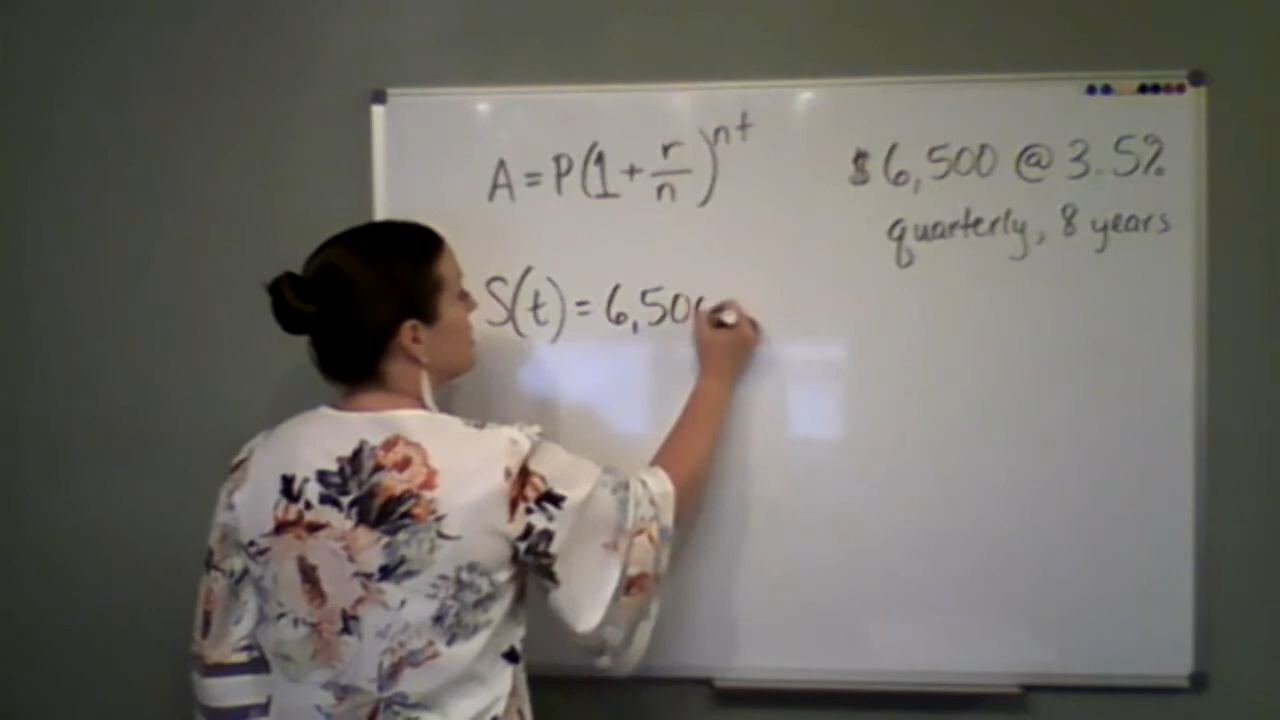 A = P(1 + r/n)^nt
$6,500 @ 3.5%
quarterly, 8 years
S(t) = 6,500